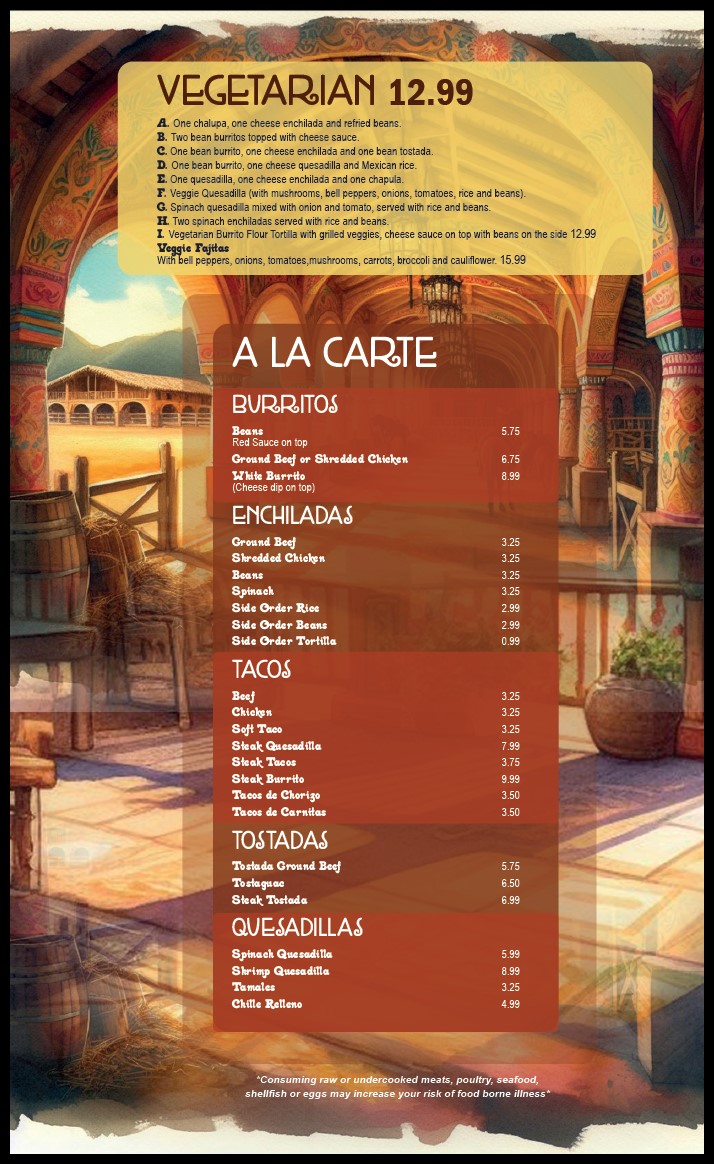 VEGETARIAN 12.99
A. One chalupa, one cheese enchilada and refried beans.
B. Two bean burritos topped with cheese sauce.
C. One bean burrito, one cheese enchilada and one bean tostada.
D. One bean burrito, one cheese quesadilla and Mexican rice.
E. One quesadilla, one cheese enchilada and one chapula.
F. Veggie Quesadilla (with mushrooms, bell peppers, onions, tomatoes, rice and beans).
G. Spinach quesadilla mixed with onion and tomato, served with rice and beans.
H. Two spinach enchiladas served with rice and beans.
I. Vegetarian Burrito Flour Tortilla with grilled veggies, cheese sauce on top with beans on the side 12.99
Veggie Fajitas
With bell peppers, onions, tomatoes,mushrooms, carrots, broccoli and cauliflower. 15.99
A LA CARTE
BURRITOS
Beans 5.75
Red Sauce on top
Ground Beef or Shredded Chicken 6.75
White Burrito 8.99
(Cheese dip on top)
ENCHILADAS
Ground Beef 3.25
Shredded Chicken 3.25
Beans 3.25
Spinach 3.25
Side Order Rice 2.99
Side Order Beans 2.99
Side Order Tortilla 0.99
TACOS
Beef 3.25
Chicken 3.25
Soft Taco 3.25
Steak Quesadilla 7.99
Steak Tacos 3.75
Steak Burrito 9.99
Tacos de Chorizo 3.50
Tacos de Carnitas 3.50
TOSTADAS
Tostada Ground Beef 5.75
Tostaguac 6.50
Steak Tostada 6.99
QUESADILLAS
Spinach Quesadilla 5.99
Shrimp Quesadilla 8.99
Tamales 3.25
Chille Relleno 4.99
*Consuming raw or undercooked meats, poultry, seafood,
shellfish or eggs may increase your risk of food borne illness*